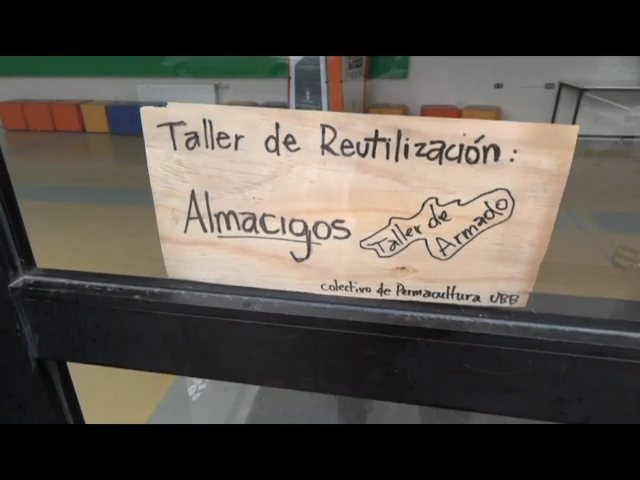 Taller de Reutilización:
Almacigos
Taller de
Armado
colectivo de Permacultura UBB